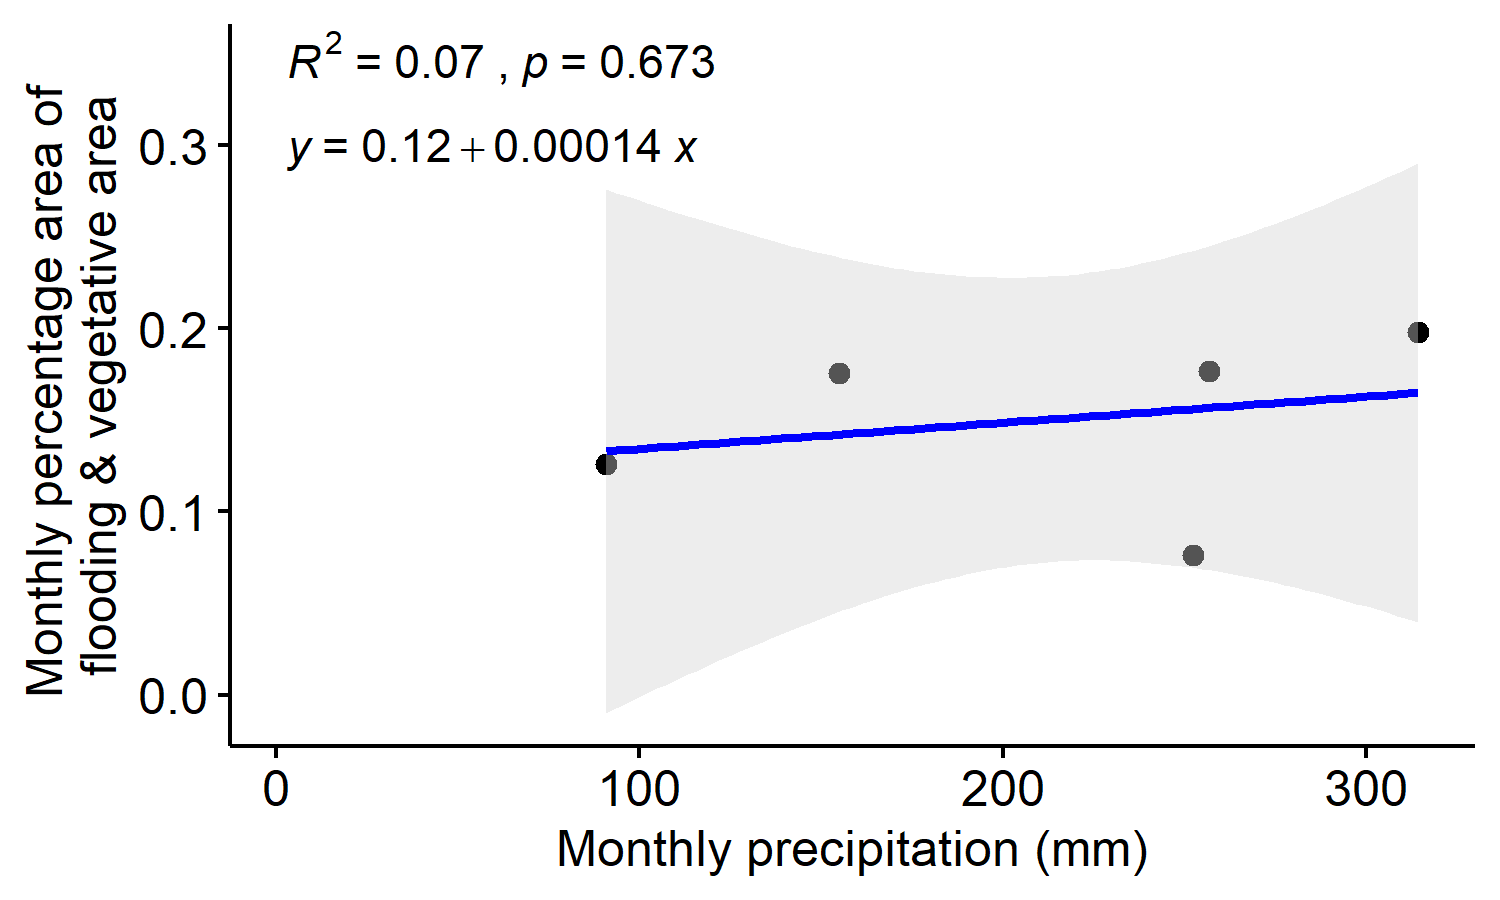 R² = 0.07 , p = 0.673
y = 0.12 + 0.00014 x
Monthly percentage area of
flooding & vegetative area
0.3
0.2
0.1
0.0
0 100 200 300
Monthly precipitation (mm)